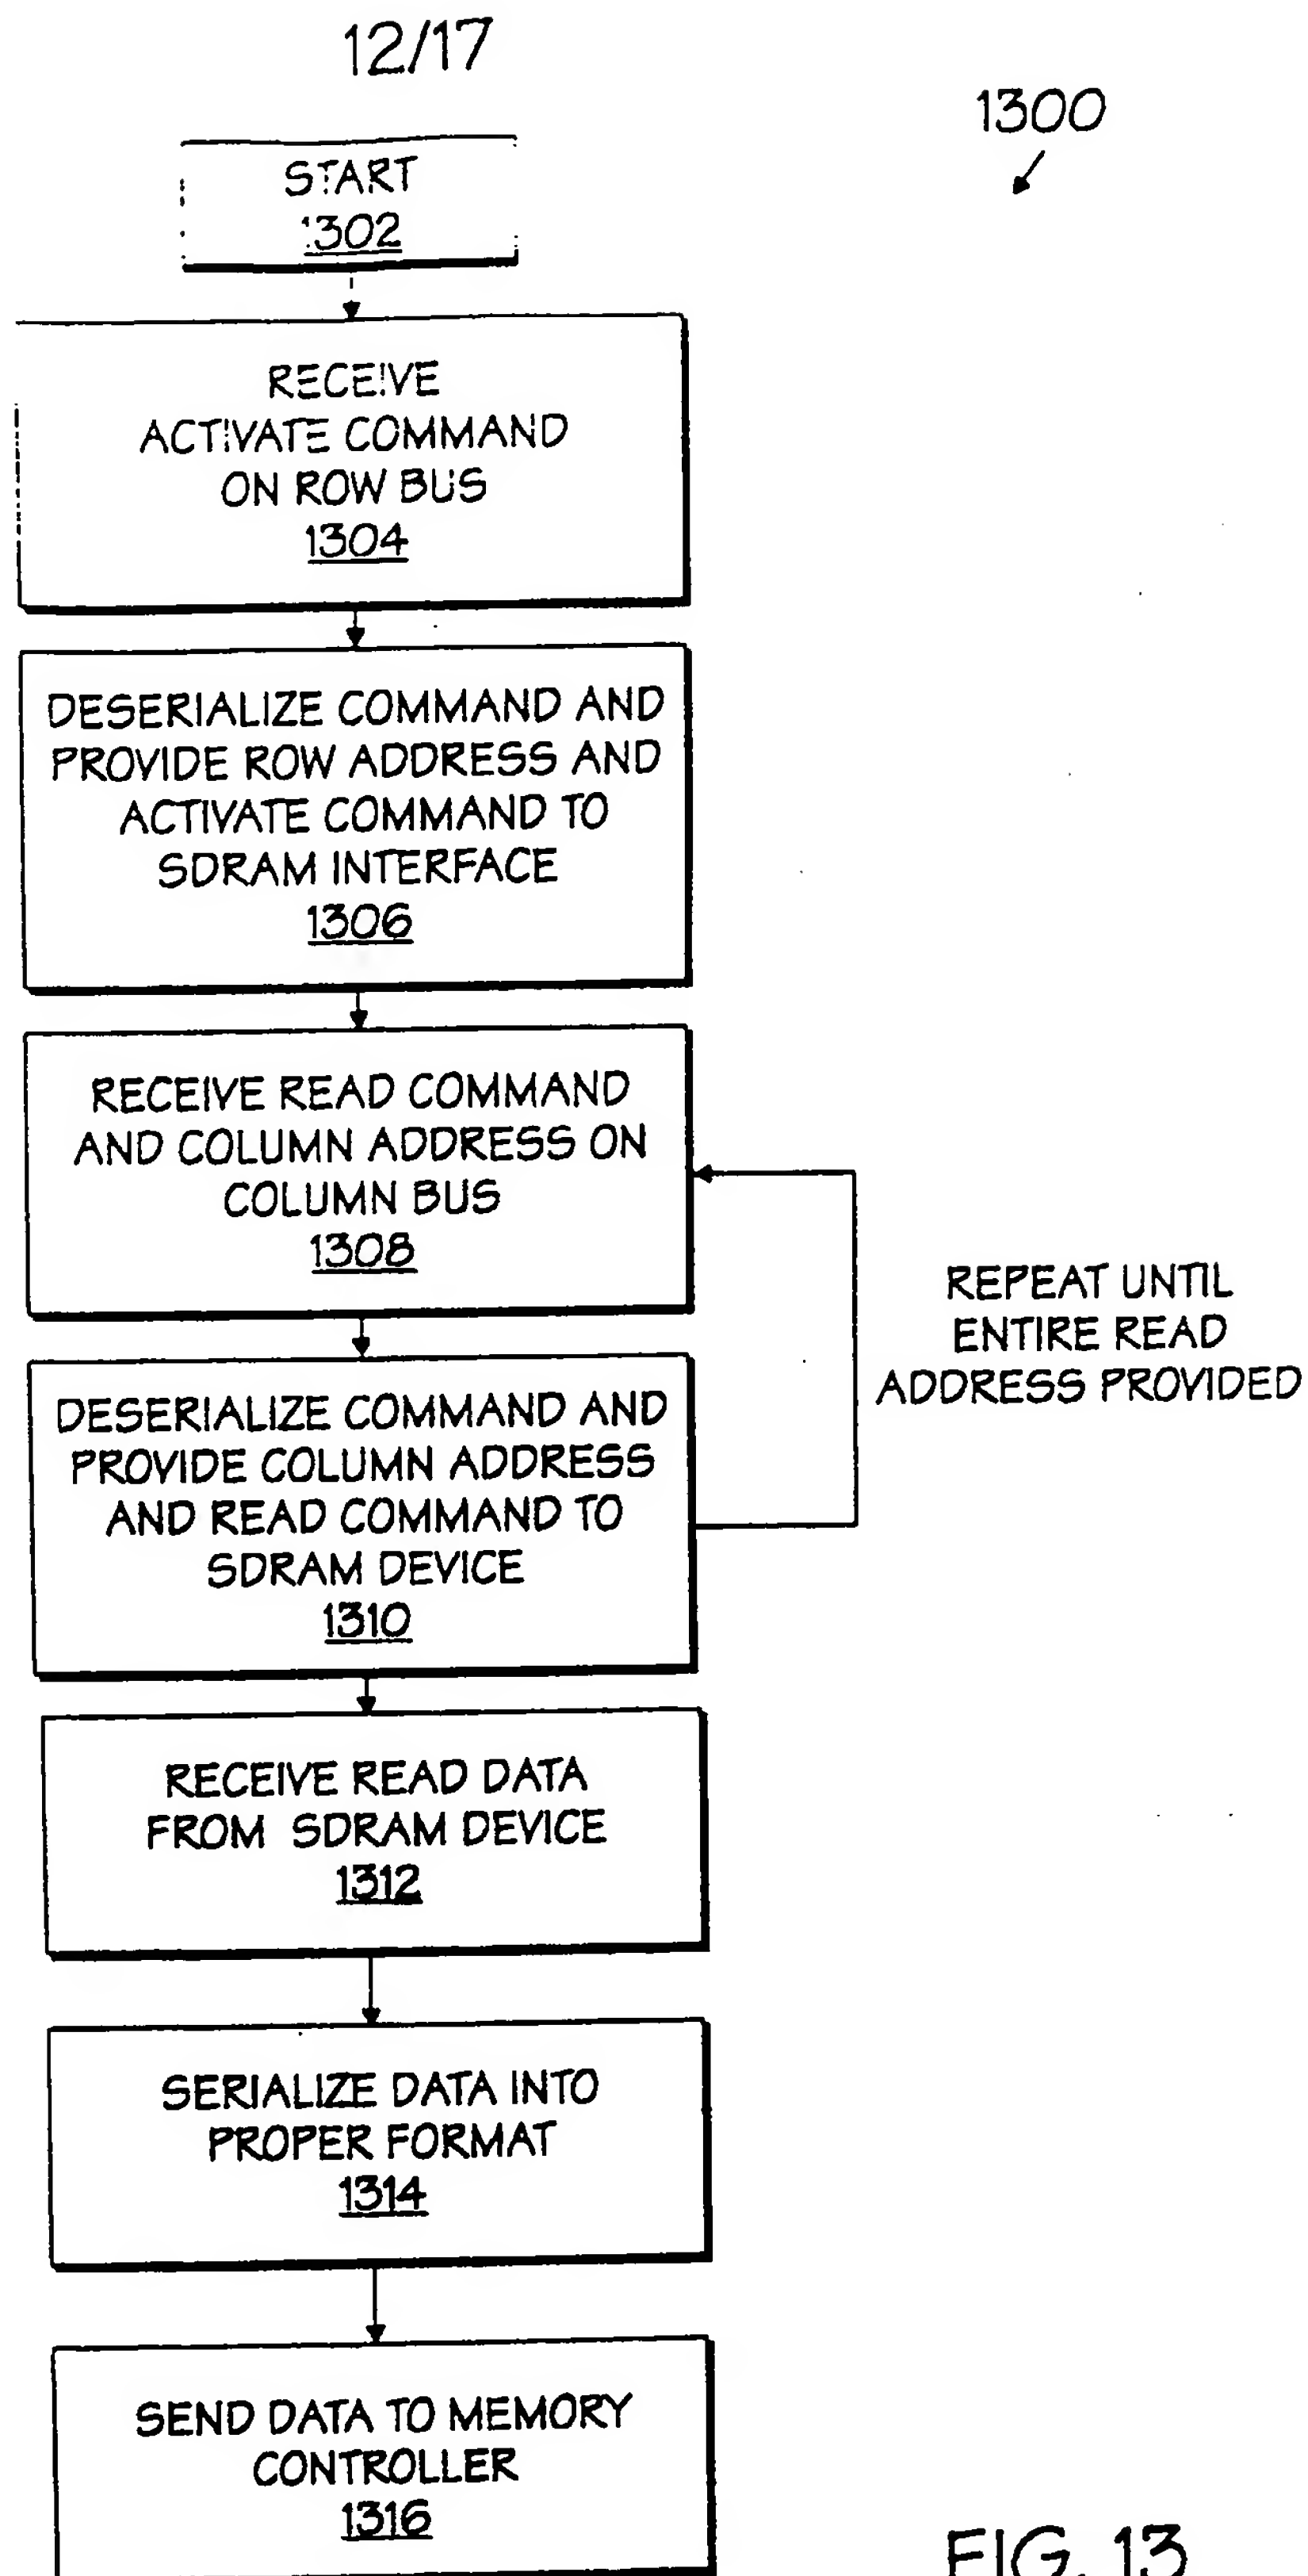 12/17
1300
START
1302
RECEIVE
ACTIVATE COMMAND
ON ROW BUS
1304
DESERIALIZE COMMAND AND
PROVIDE ROW ADDRESS AND
ACTIVATE COMMAND TO
SDRAM INTERFACE
1306
RECEIVE READ COMMAND
AND COLUMN ADDRESS ON
COLUMN BUS
1308
REPEAT UNTIL
ENTIRE READ
ADDRESS PROVIDED
DESERIALIZE COMMAND AND
PROVIDE COLUMN ADDRESS
AND READ COMMAND TO
SDRAM DEVICE
1310
RECEIVE READ DATA
FROM SDRAM DEVICE
1312
SERIALIZE DATA INTO
PROPER FORMAT
1314
SEND DATA TO MEMORY
CONTROLLER
1316
FIG. 13